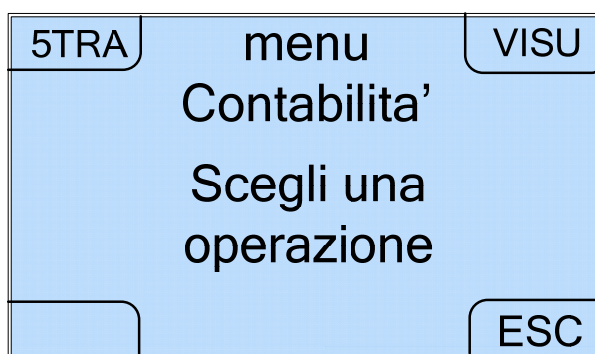 5TRA menu VISU
Contabilita’
Scegli una
operazione
ESC